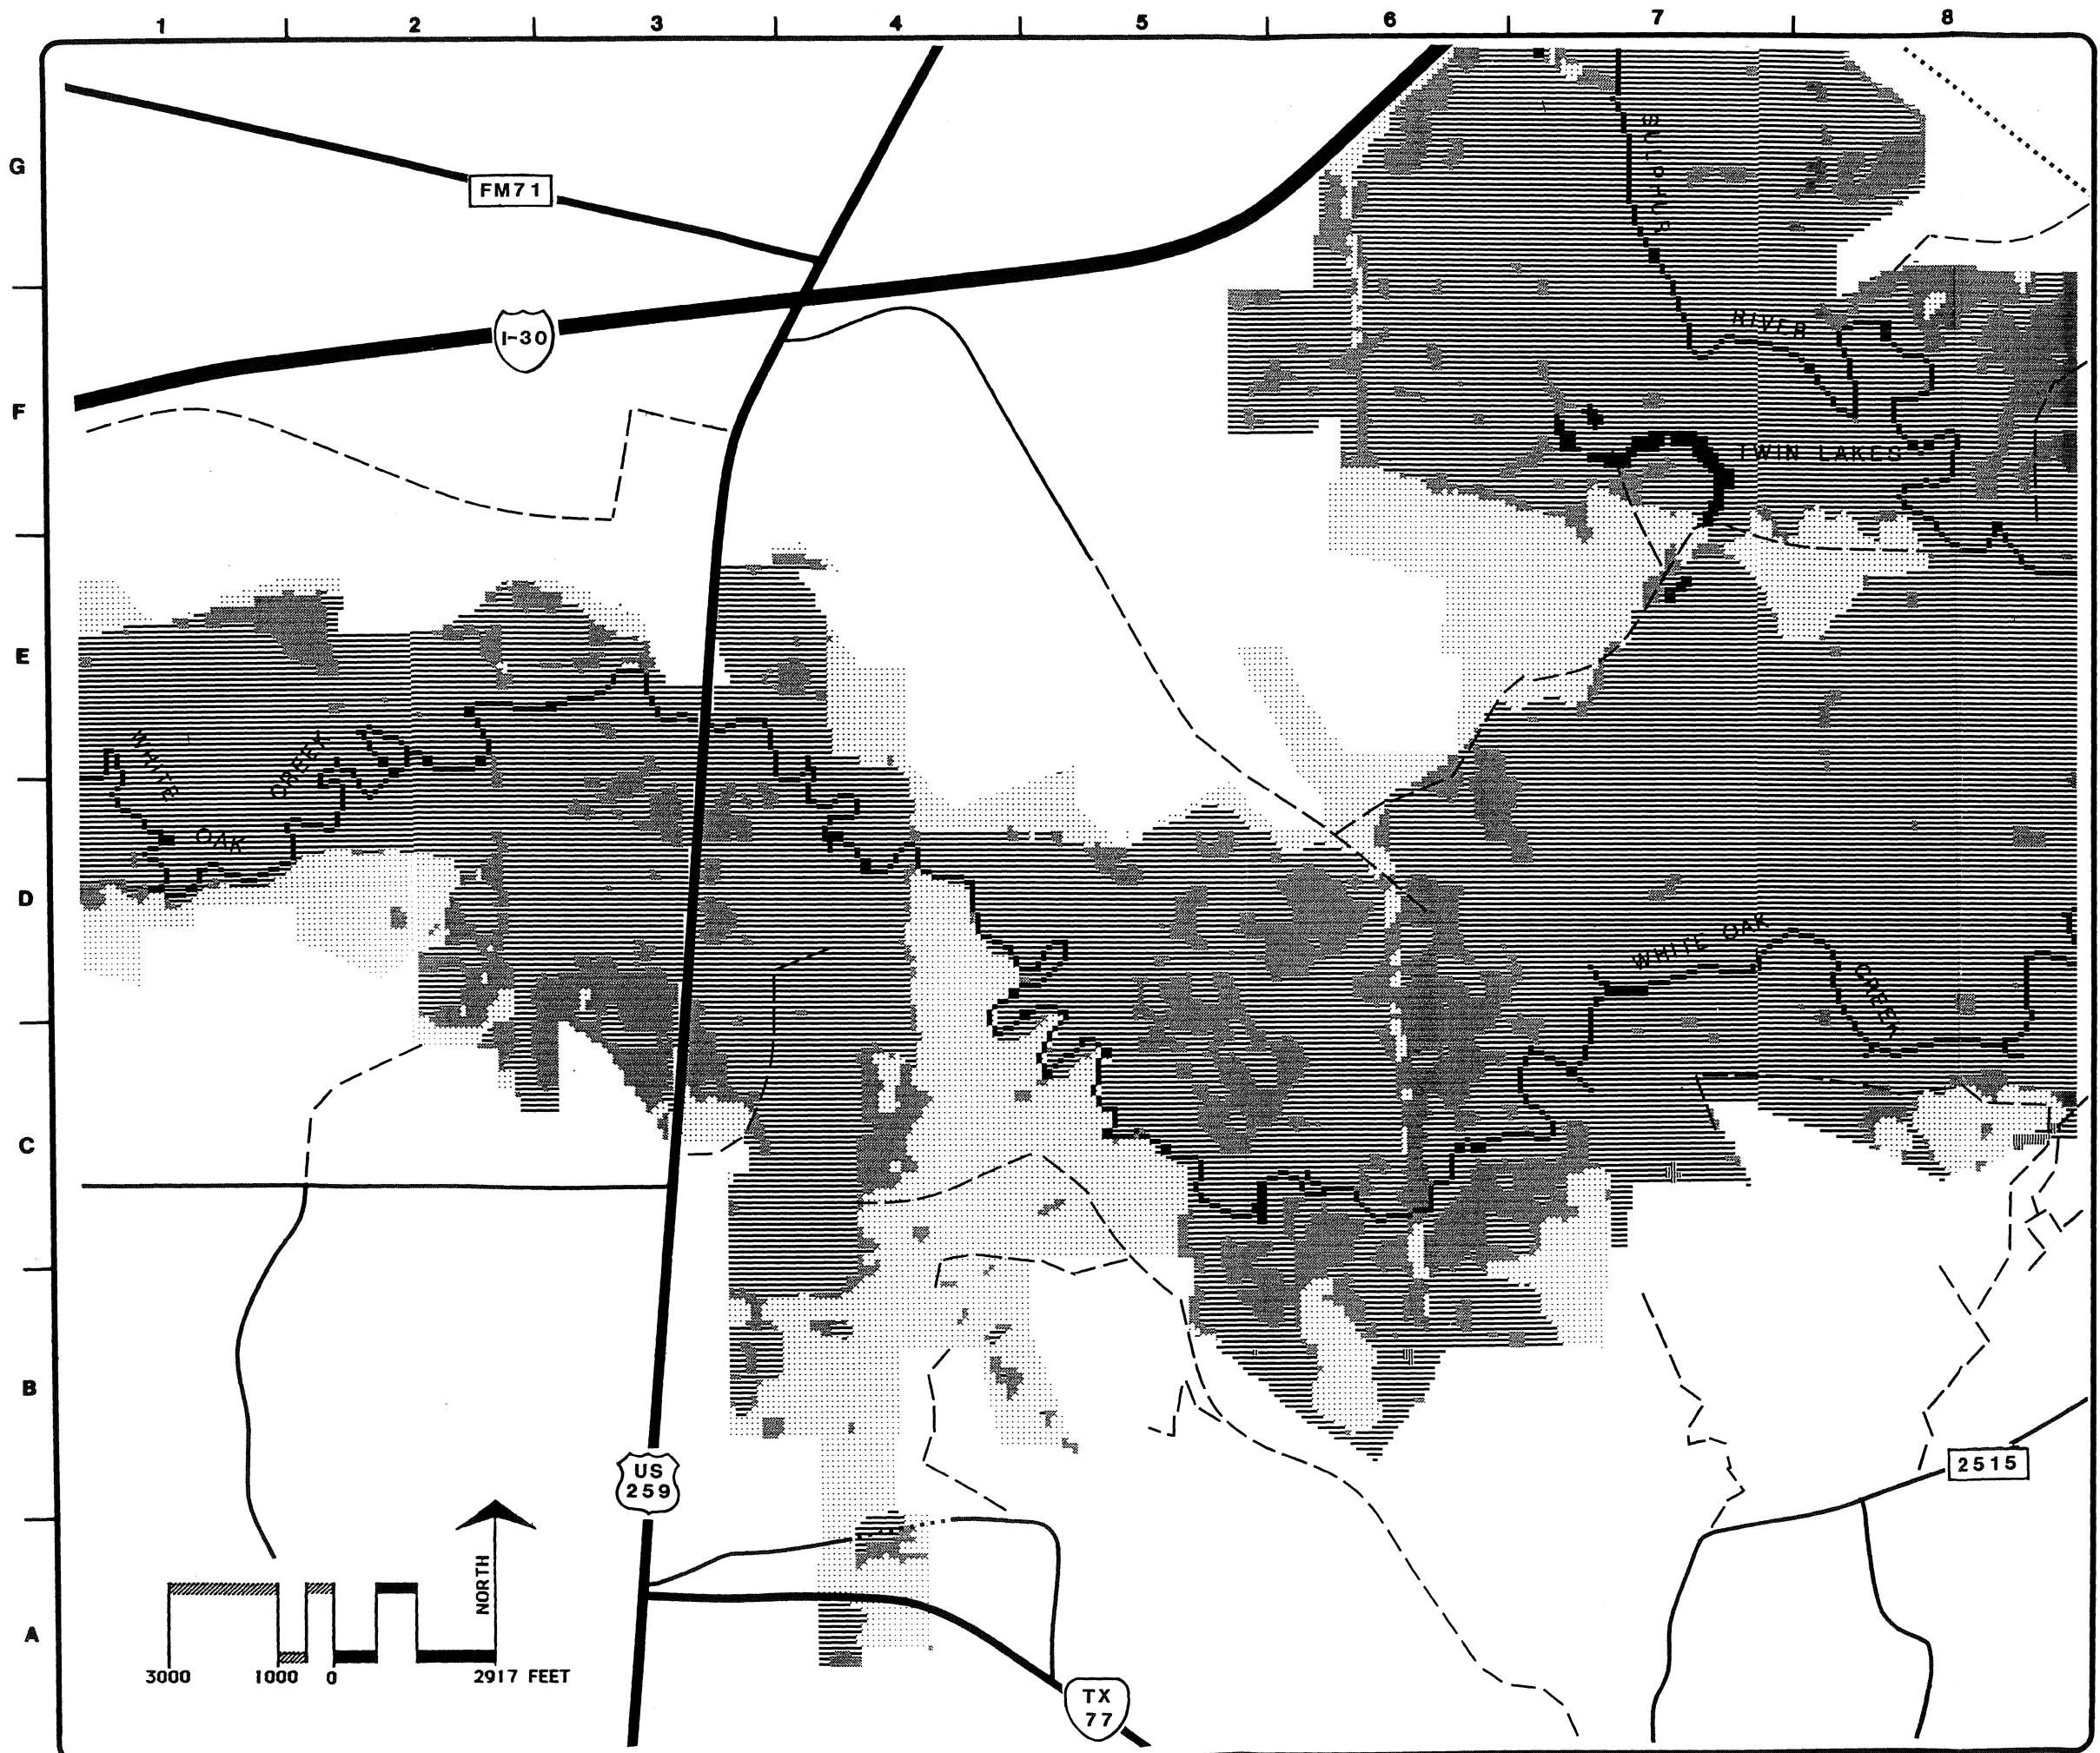 1 2 3 4 5 6 7 8
G
SULPHUR
FM71
RIVER
I-30
F
TWIN LAKES
E
WHITE
CREEK
OAK
D
WHITE OAK
CREEK
C
B
2515
US
259
NORTH
A
3000 1000 0 2917 FEET
TX
77